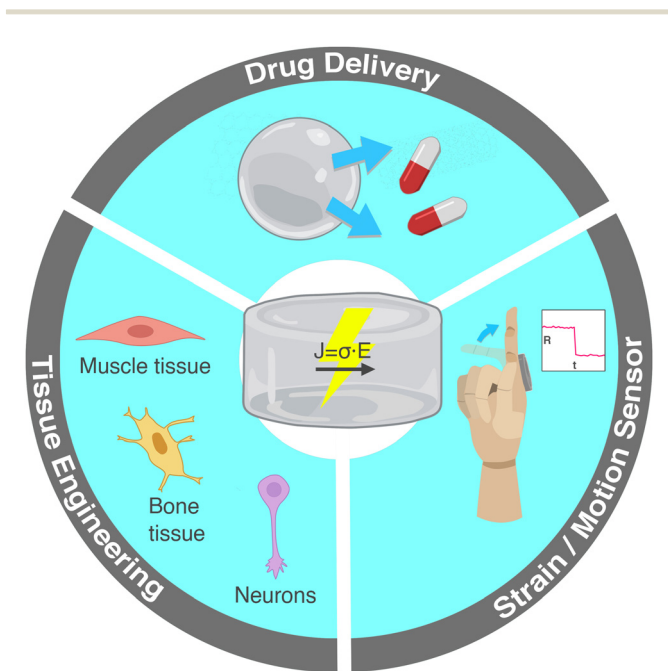 Drug Delivery
J=σ·E
Muscle tissue
Bone
tissue
Neurons
Tissue Engineering
R
t
Strain / Motion Sensor